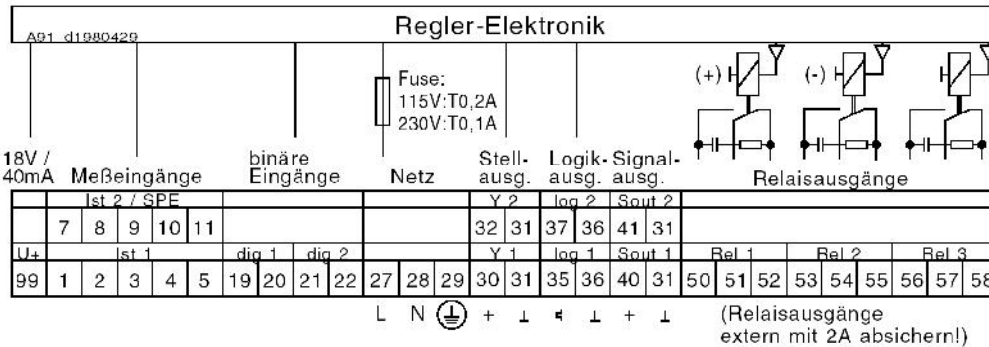 Regler-Elektronik
A91 d1980429
Fuse:
115V:T0,2A
230V:T0,1A
(+) (-)
18V / 40mA
Meßeingänge
binäre Eingänge
Netz
Stell-ausg.
Logik-ausg.
Signal-ausg.
Relaisausgänge
Ist 2 / SPE Y 2 log 2 Sout 2
7 8 9 10 11 32 31 37 36 41 31
U+ Ist 1 dig 1 dig 2 Y 1 log 1 Sout 1 Rel 1 Rel 2 Rel 3
99 1 2 3 4 5 19 20 21 22 27 28 29 30 31 35 36 40 31 50 51 52 53 54 55 56 57 58
L N + ⊥ ⊥ + ⊥
(Relaisausgänge
extern mit 2A absichern!)